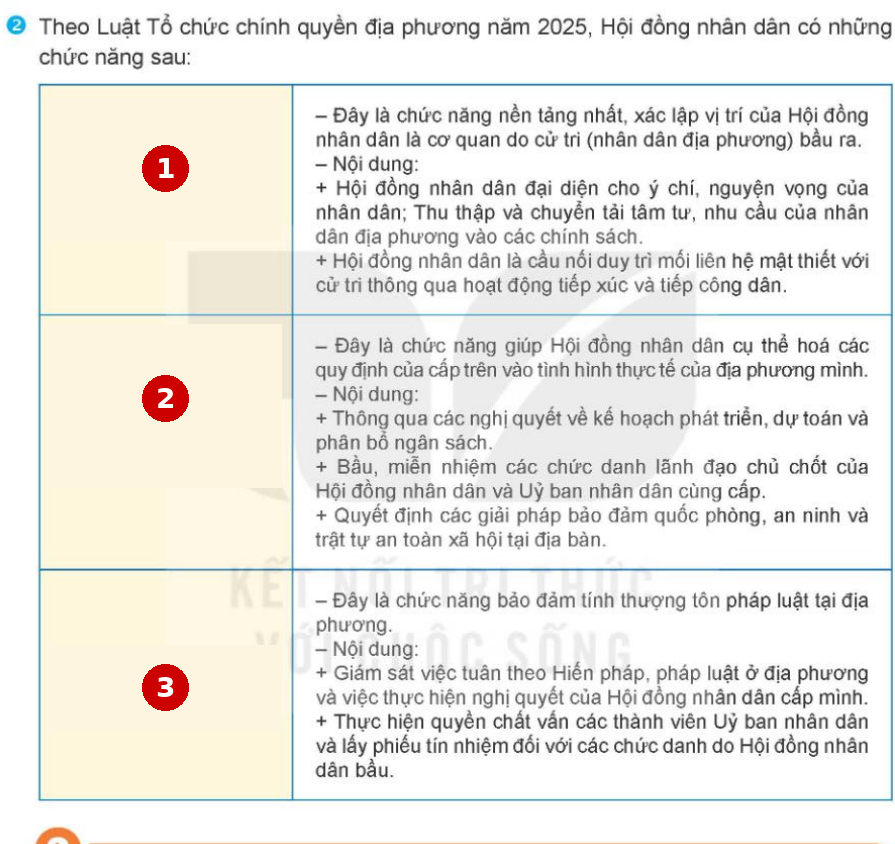 2 Theo Luật Tổ chức chính quyền địa phương năm 2025, Hội đồng nhân dân có những
chức năng sau:
1
– Đây là chức năng nền tảng nhất, xác lập vị trí của Hội đồng
nhân dân là cơ quan do cử tri (nhân dân địa phương) bầu ra.
– Nội dung:
+ Hội đồng nhân dân đại diện cho ý chí, nguyện vọng của
nhân dân; Thu thập và chuyển tải tâm tư, nhu cầu của nhân
dân địa phương vào các chính sách.
+ Hội đồng nhân dân là cầu nối duy trì mối liên hệ mật thiết với
cử tri thông qua hoạt động tiếp xúc và tiếp công dân.
2
– Đây là chức năng giúp Hội đồng nhân dân cụ thể hoá các
quy định của cấp trên vào tình hình thực tế của địa phương mình.
– Nội dung:
+ Thông qua các nghị quyết về kế hoạch phát triển, dự toán và
phân bổ ngân sách.
+ Bầu, miễn nhiệm các chức danh lãnh đạo chủ chốt của
Hội đồng nhân dân và Uỷ ban nhân dân cùng cấp.
+ Quyết định các giải pháp bảo đảm quốc phòng, an ninh và
trật tự an toàn xã hội tại địa bàn.
KẾT NỐI TRI THỨC
VỚI CUỘC SỐNG
3
– Đây là chức năng bảo đảm tính thượng tôn pháp luật tại địa
phương.
– Nội dung:
+ Giám sát việc tuân theo Hiến pháp, pháp luật ở địa phương
và việc thực hiện nghị quyết của Hội đồng nhân dân cấp mình.
+ Thực hiện quyền chất vấn các thành viên Uỷ ban nhân dân
và lấy phiếu tín nhiệm đối với các chức danh do Hội đồng nhân
dân bầu.